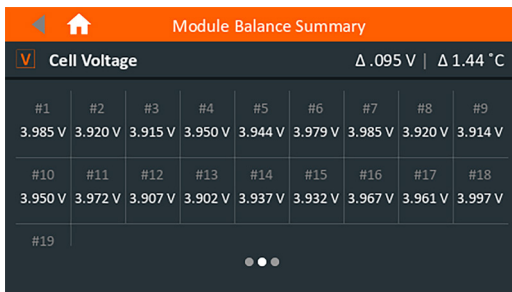 Module Balance Summary
V Cell Voltage Δ .095 V | Δ 1.44 °C
#1 #2 #3 #4 #5 #6 #7 #8 #9
3.985 V 3.920 V 3.915 V 3.950 V 3.944 V 3.979 V 3.985 V 3.920 V 3.914 V
#10 #11 #12 #13 #14 #15 #16 #17 #18
3.950 V 3.972 V 3.907 V 3.902 V 3.937 V 3.932 V 3.967 V 3.961 V 3.997 V
#19